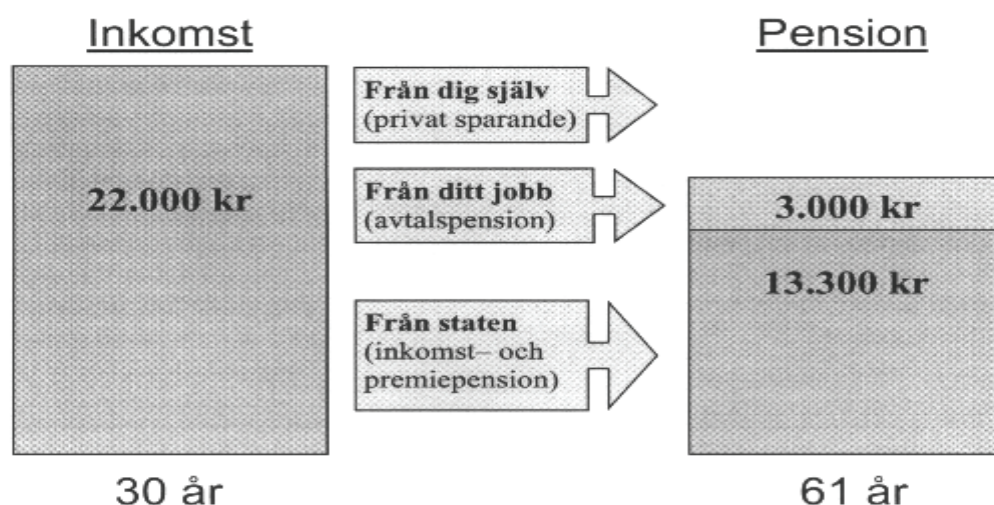 Inkomst
Pension
Från dig själv
(privat sparande)
22.000 kr
Från ditt jobb
(avtalspension)
3.000 kr
13.300 kr
Från staten
(inkomst– och
premiepension)
30 år
61 år